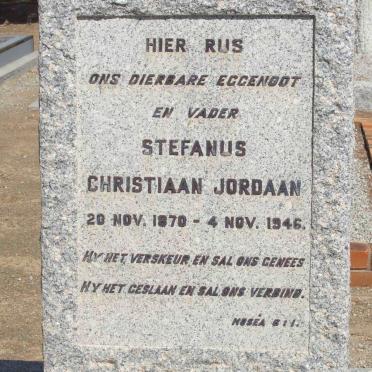 HIER RUS
ONS DIERBARE EGGENOOT
EN VADER
STEFANUS
CHRISTIAAN JORDAAN
20 NOV. 1870 - 4 NOV. 1946.
HY HET VERSKEUR, EN SAL ONS GENEES
HY HET GESLAAN EN SAL ONS VERBIND.
HOSÉA 6:1.